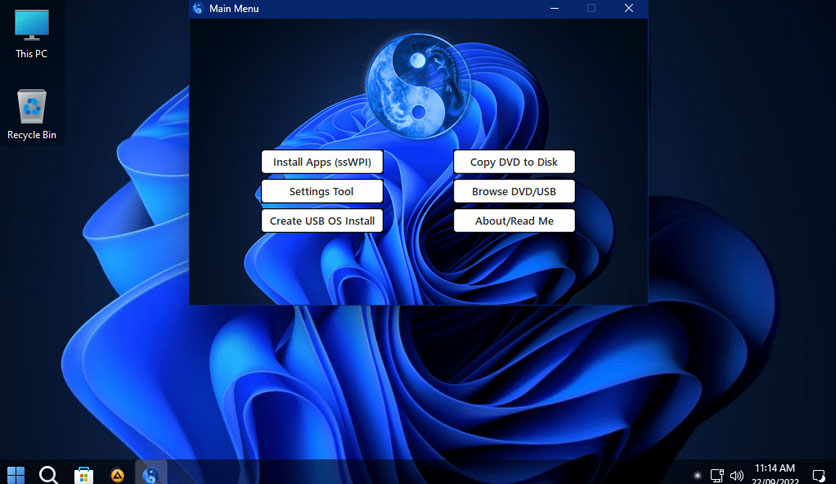 Main Menu
This PC
Recycle Bin
Install Apps (ssWPI)
Copy DVD to Disk
Settings Tool
Browse DVD/USB
Create USB OS Install
About/Read Me
11:14 AM
22/09/2022